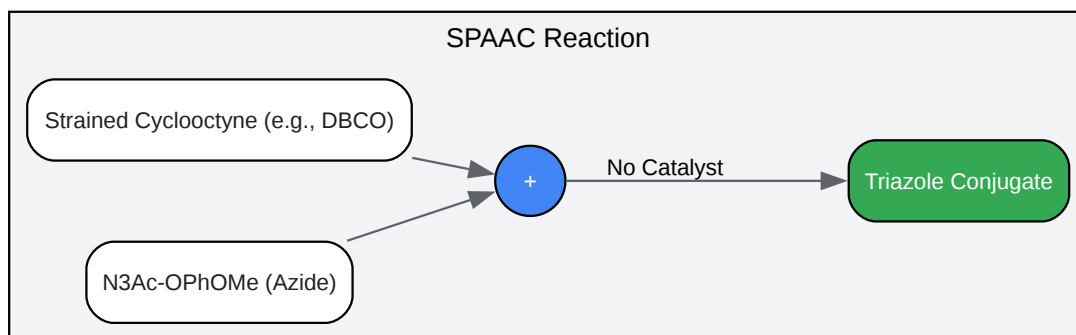 SPAAC Reaction
Strained Cyclooctyne (e.g., DBCO)
+
No Catalyst
Triazole Conjugate
N3Ac-OPhOMe (Azide)